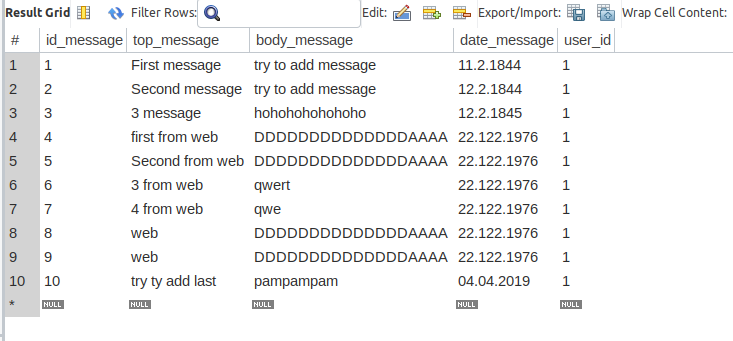 Result Grid Filter Rows: Edit: Export/Import: Wrap Cell Content:
# id_message top_message body_message date_message user_id
1 1 First message try to add message 11.2.1844 1
2 2 Second message try to add message 12.2.1844 1
3 3 3 message hohohohohohoho 12.2.1845 1
4 4 first from web DDDDDDDDDDDDDDAAAA 22.122.1976 1
5 5 Second from web DDDDDDDDDDDDDDAAAA 22.122.1976 1
6 6 3 from web qwert 22.122.1976 1
7 7 4 from web qwe 22.122.1976 1
8 8 web DDDDDDDDDDDDDDAAAA 22.122.1976 1
9 9 web DDDDDDDDDDDDDDAAAA 22.122.1976 1
10 10 try ty add last pampampam 04.04.2019 1
* NULL NULL NULL NULL NULL